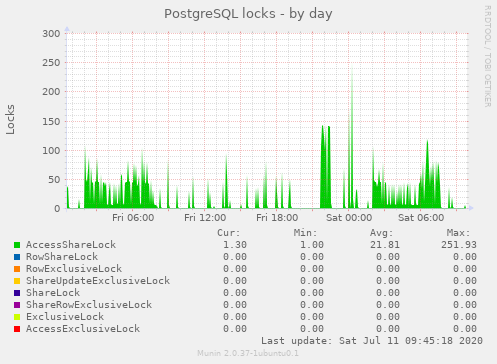 PostgreSQL locks - by day
RRDTOOL / TOBI OETIKER
Locks
300
250
200
150
100
50
0
Fri 06:00 Fri 12:00 Fri 18:00 Sat 00:00 Sat 06:00
Cur: Min: Avg: Max:
AccessShareLock 1.30 1.00 21.81 251.93
RowShareLock 0.00 0.00 0.00 0.00
RowExclusiveLock 0.00 0.00 0.00 0.00
ShareUpdateExclusiveLock 0.00 0.00 0.00 0.00
ShareLock 0.00 0.00 0.00 0.00
ShareRowExclusiveLock 0.00 0.00 0.00 0.00
ExclusiveLock 0.00 0.00 0.00 0.00
AccessExclusiveLock 0.00 0.00 0.00 0.00
Last update: Sat Jul 11 09:45:18 2020
Munin 2.0.37-1ubuntu0.1